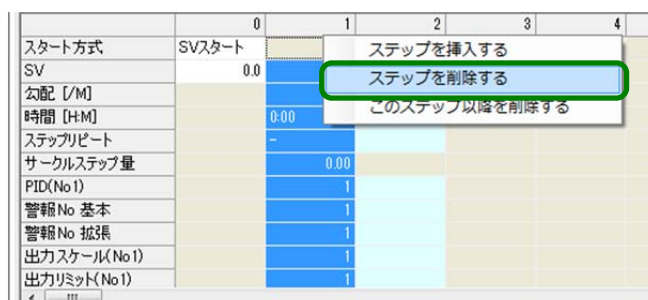 0 1 2 3 4
スタート方式 SVスタート
ステップを挿入する
SV 0.0
ステップを削除する
勾配 [/M]
このステップ以降を削除する
時間 [H:M] 0:00
ステップリピート -
サークルステップ量 0.00
PID(No1) 1
警報No 基本 1
警報No 拡張 1
出力スケール(No1) 1
出力リミット(No1) 1